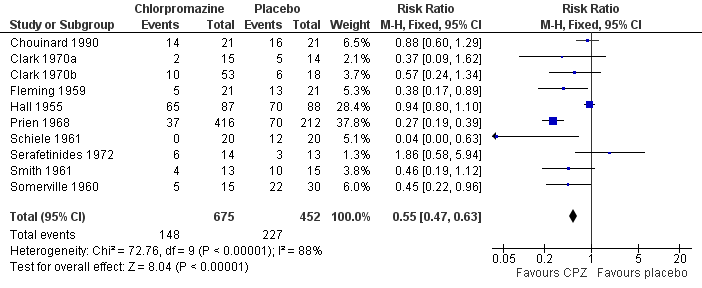 Chlorpromazine Placebo Risk Ratio Risk Ratio
Study or Subgroup Events Total Events Total Weight M-H, Fixed, 95% CI M-H, Fixed, 95% CI
Chouinard 1990 14 21 16 21 6.5% 0.88 [0.60, 1.29]
Clark 1970a 2 15 5 14 2.1% 0.37 [0.09, 1.62]
Clark 1970b 10 53 6 18 3.6% 0.57 [0.24, 1.34]
Fleming 1959 5 21 13 21 5.3% 0.38 [0.17, 0.89]
Hall 1955 65 87 70 88 28.4% 0.94 [0.80, 1.10]
Prien 1968 37 416 70 212 37.8% 0.27 [0.19, 0.39]
Schiele 1961 0 20 12 20 5.1% 0.04 [0.00, 0.63]
Serafetinides 1972 6 14 3 13 1.3% 1.86 [0.58, 5.94]
Smith 1961 4 13 10 15 3.8% 0.46 [0.19, 1.12]
Somerville 1960 5 15 22 30 6.0% 0.45 [0.22, 0.96]
Total (95% CI) 675 452 100.0% 0.55 [0.47, 0.63]
Total events 148 227
Heterogeneity: Chi² = 72.76, df = 9 (P < 0.00001); I² = 88%
Test for overall effect: Z = 8.04 (P < 0.00001)
0.05 0.2 1 5 20
Favours CPZ Favours placebo